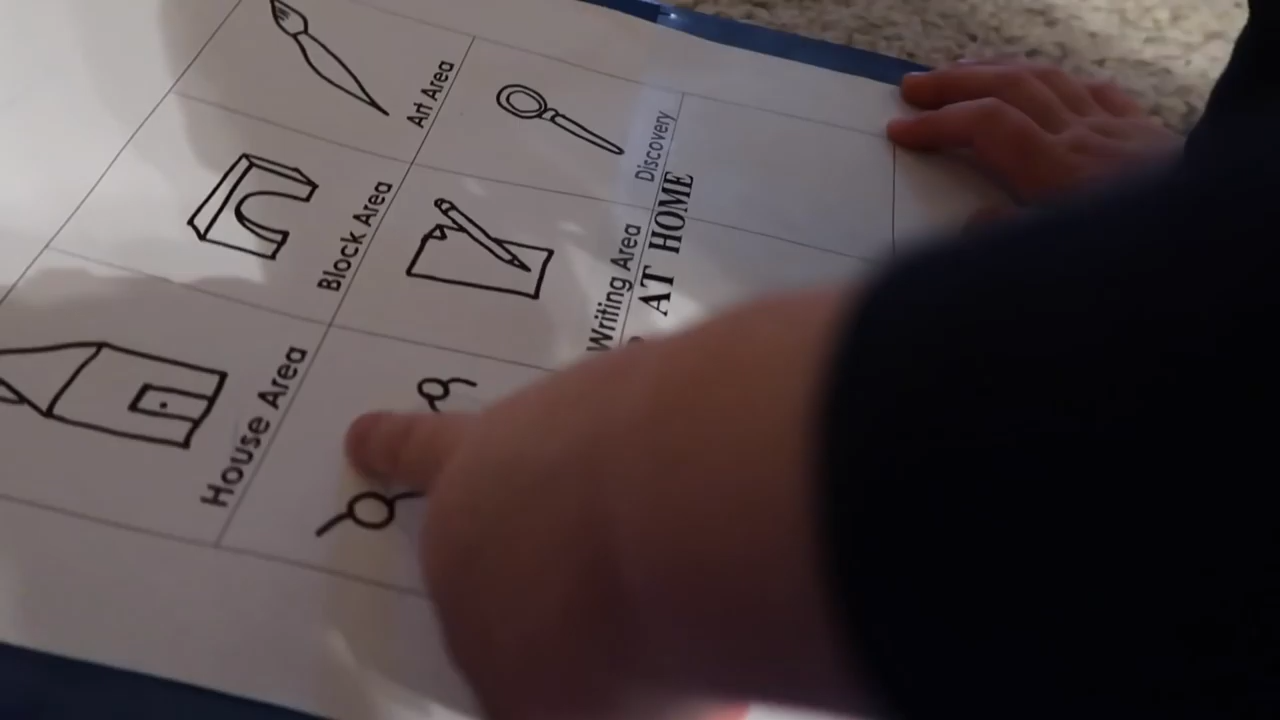 House Area
Block Area
Art Area
Writing Area
Discovery
AT HOME